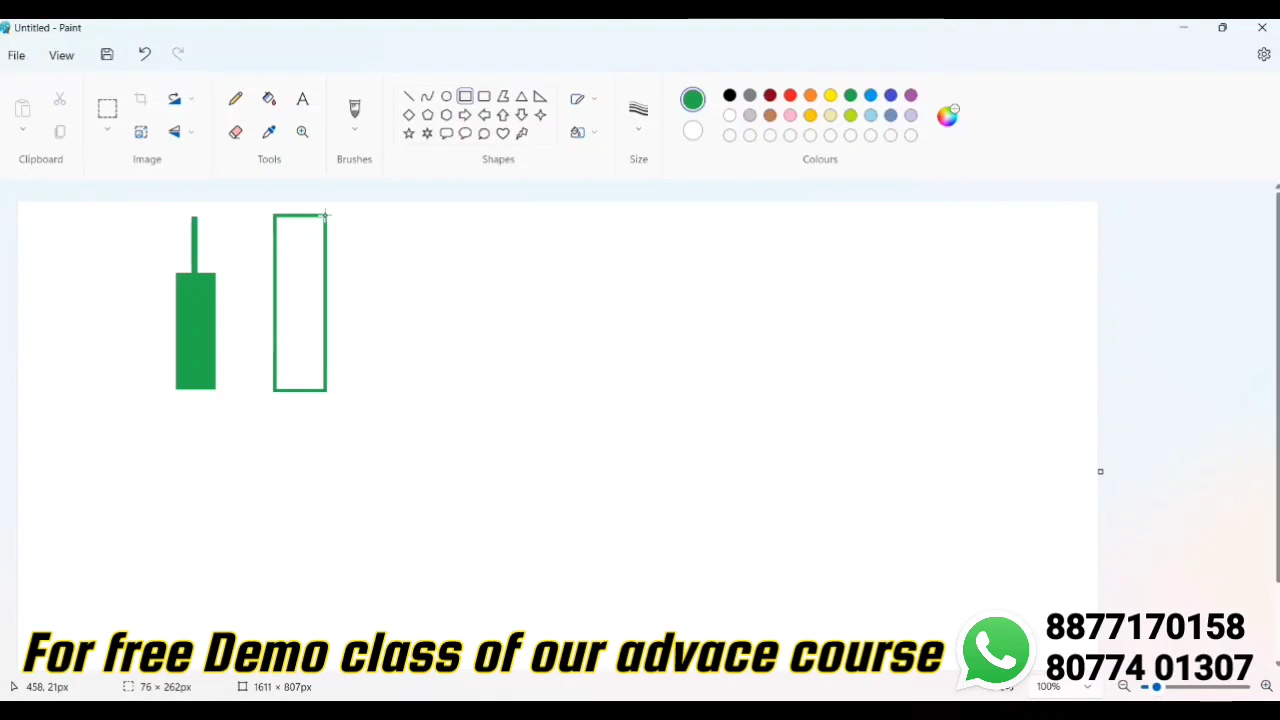 Untitled - Paint
File View
Clipboard Image Tools Brushes Shapes Size Colours
For free Demo class of our advace course
8877170158
80774 01307
458, 21px 76 × 262px 1611 × 807px 100%